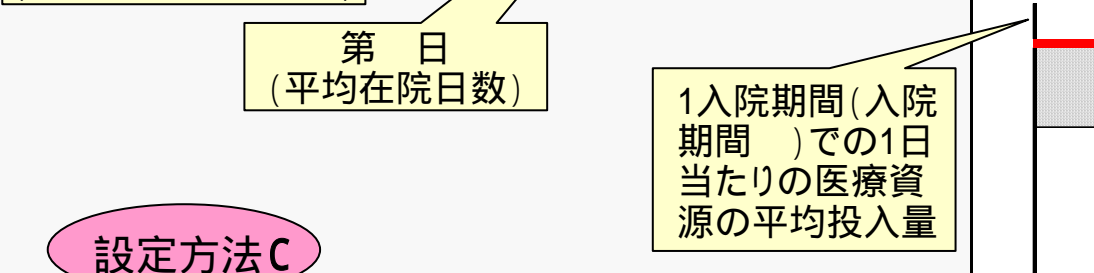 第　日
(平均在院日数)
1入院期間(入院
期間　)での1日
当たりの医療資
源の平均投入量
設定方法C